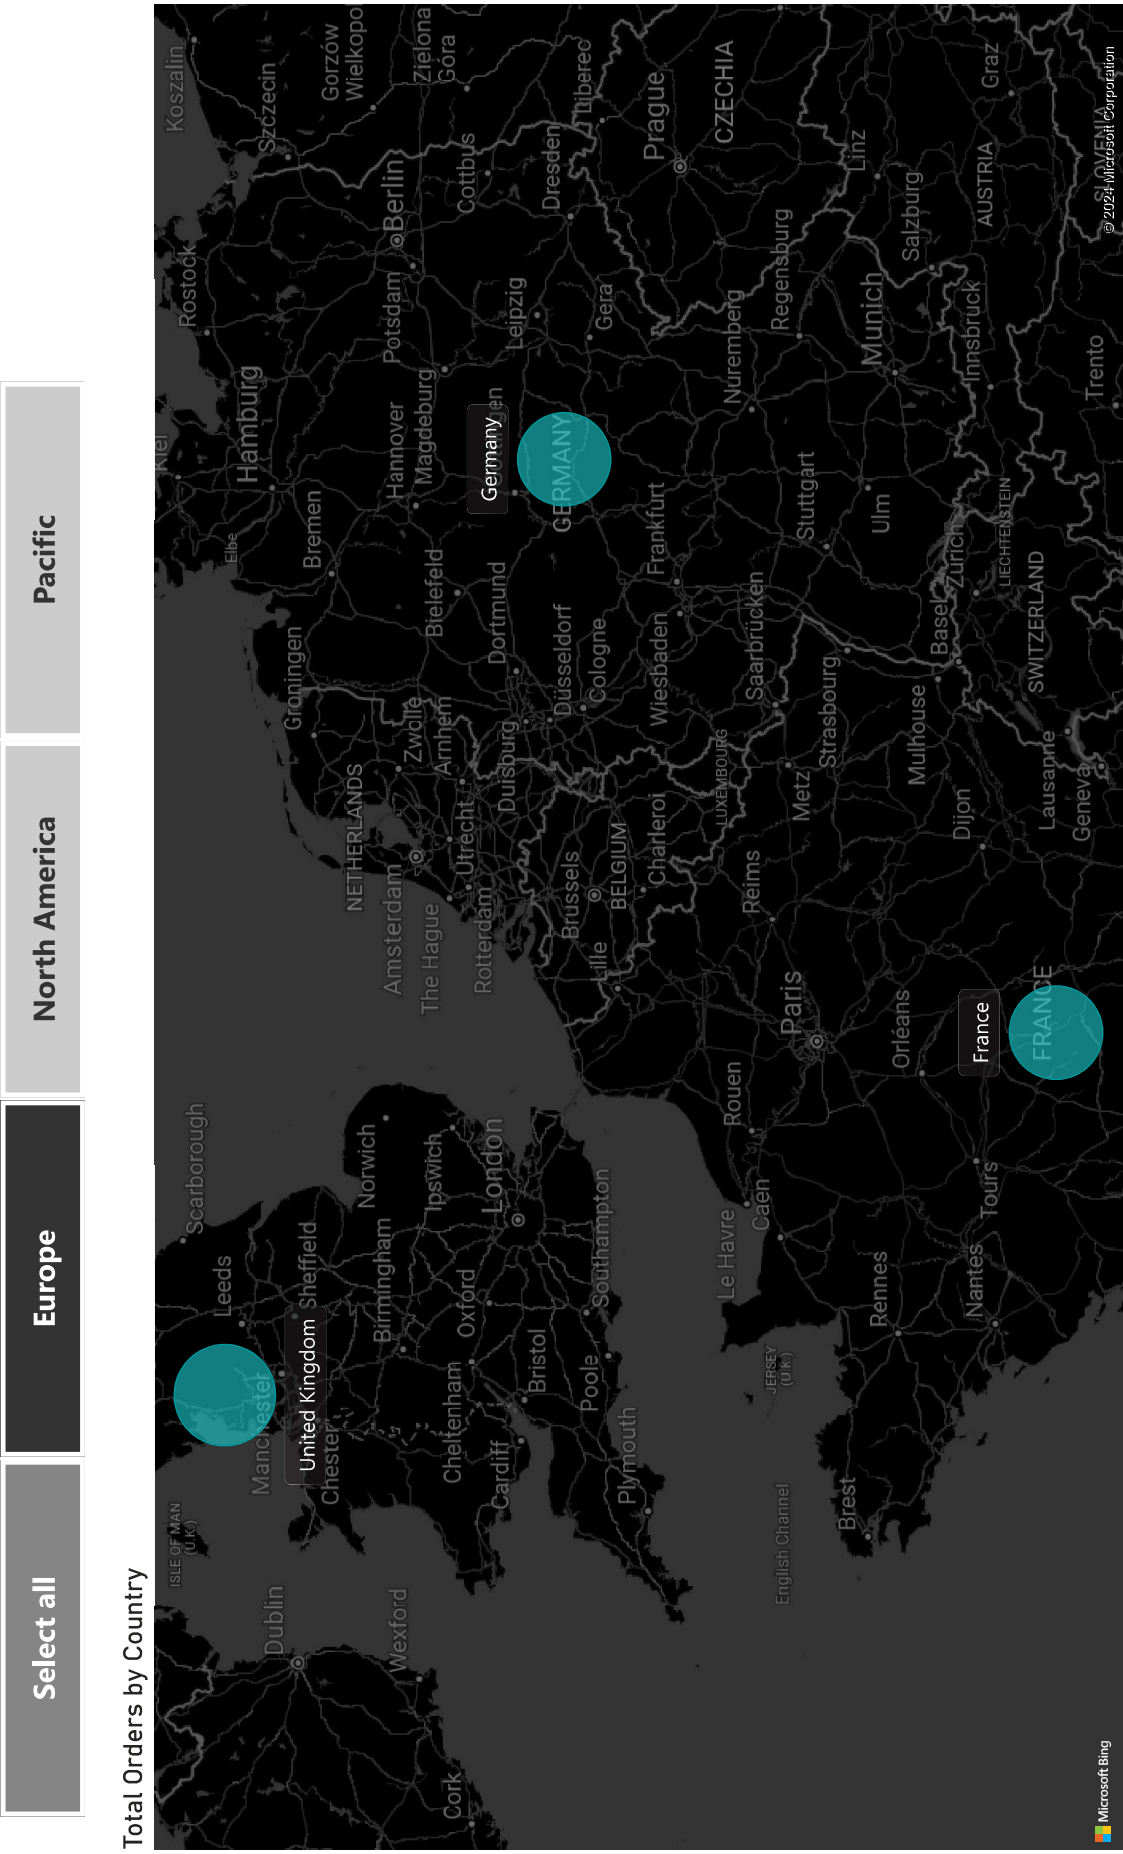 Select all
Europe
North America
Pacific
Total Orders by Country
ISLE OF MAN
(U.K.)
Scarborough
Kiel
Rostock
Koszalin
Leeds
Elbe
Hamburg
Szczecin
Dublin
Manchester
Sheffield
Groningen
Bremen
United Kingdom
Chester
Gorzów
Wielkopol
Wexford
Birmingham
Norwich
NETHERLANDS
Amsterdam
Zwolle
Hannover
Potsdam
Berlin
Cork
Cheltenham
Oxford
Ipswich
The Hague
Utrecht
Arnhem
Bielefeld
Magdeburg
Cottbus
Zielona
Góra
Cardiff
Bristol
London
Rotterdam
Duisburg
Dortmund
Germany
Leipzig
Dresden
Liberec
Poole
Southampton
Brussels
Düsseldorf
GERMANY
Gera
Plymouth
Lille
BELGIUM
Cologne
Charleroi
Wiesbaden
Frankfurt
Prague
CZECHIA
LUXEMBOURG
Le Havre
Rouen
Reims
Saarbrücken
Nuremberg
English Channel
JERSEY
(U.K.)
Caen
Paris
Metz
Strasbourg
Stuttgart
Regensburg
Brest
Rennes
Orléans
Mulhouse
Ulm
Munich
Linz
Salzburg
Nantes
Tours
France
Dijon
Basel
Zürich
Innsbruck
AUSTRIA
Graz
LIECHTENSTEIN
SWITZERLAND
FRANCE
Lausanne
Geneva
Trento
SLOVENIA
Microsoft Bing
© 2024 Microsoft Corporation